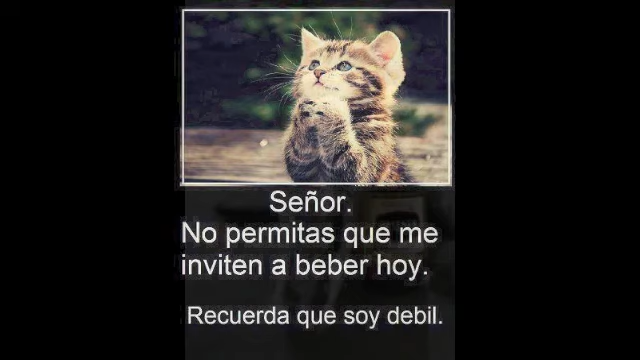 Señor.
No permitas que me
inviten a beber hoy.
Recuerda que soy debil.